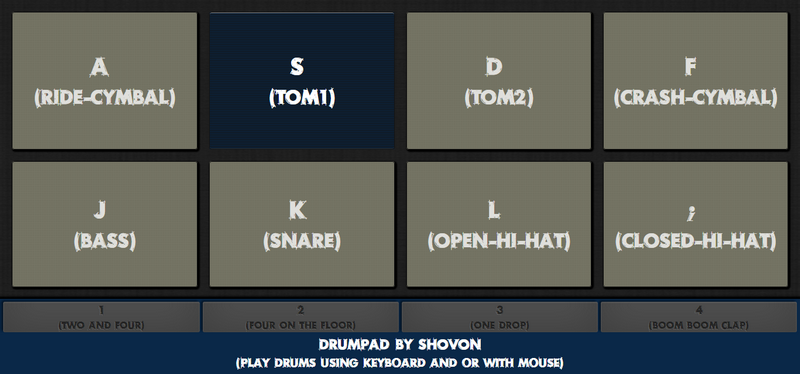 A
(RIDE-CYMBAL)
S
(TOM1)
D
(TOM2)
F
(CRASH-CYMBAL)
J
(BASS)
K
(SNARE)
L
(OPEN-HI-HAT)
;
(CLOSED-HI-HAT)
1
(TWO AND FOUR)
2
(FOUR ON THE FLOOR)
3
(ONE DROP)
4
(BOOM BOOM CLAP)
DRUMPAD BY SHOVON
(PLAY DRUMS USING KEYBOARD AND OR WITH MOUSE)